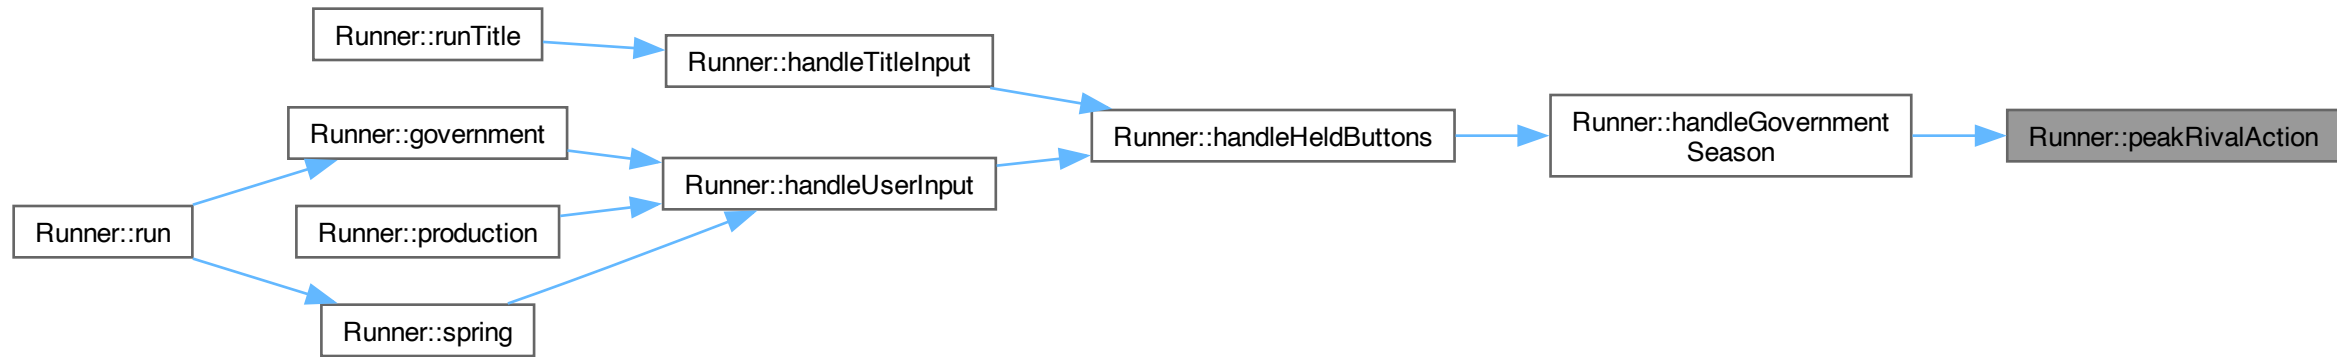 Runner::runTitle
Runner::handleTitleInput
Runner::government
Runner::handleHeldButtons
Runner::handleGovernment
Season
Runner::peakRivalAction
Runner::handleUserInput
Runner::run
Runner::production
Runner::spring